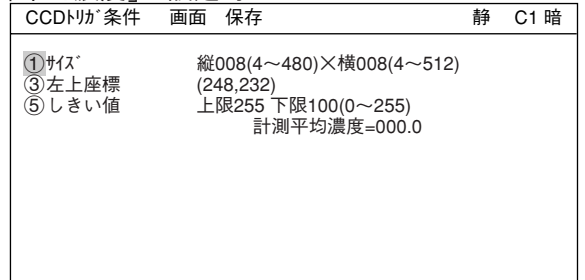 CCDﾄﾘｶﾞ条件 画面 保存 静 C1 暗
①ｻｲｽﾞ 縦008(4～480)×横008(4～512)
③左上座標 (248,232)
⑤しきい値 上限255 下限100(0～255)
計測平均濃度=000.0